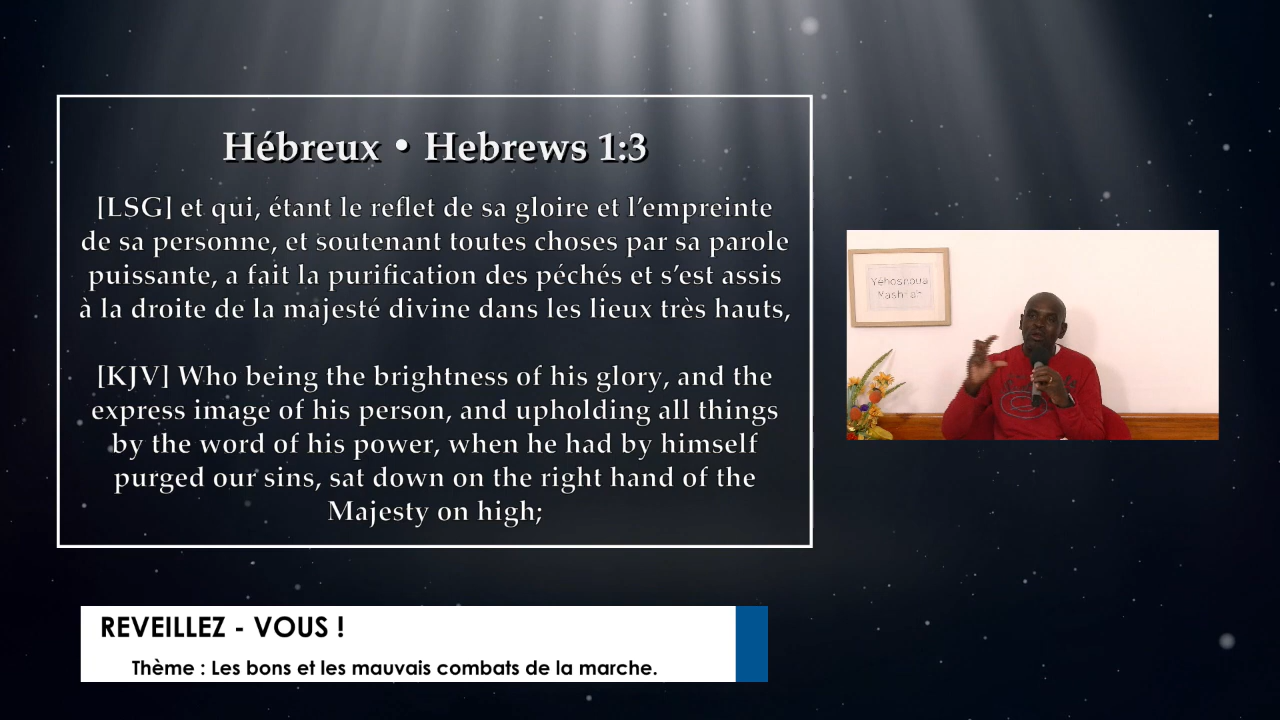 Hébreux • Hebrews 1:3
[LSG] et qui, étant le reflet de sa gloire et l’empreinte
de sa personne, et soutenant toutes choses par sa parole
puissante, a fait la purification des péchés et s’est assis
à la droite de la majesté divine dans les lieux très hauts,
[KJV] Who being the brightness of his glory, and the
express image of his person, and upholding all things
by the word of his power, when he had by himself
purged our sins, sat down on the right hand of the
Majesty on high;
REVEILLEZ - VOUS !
Thème : Les bons et les mauvais combats de la marche.